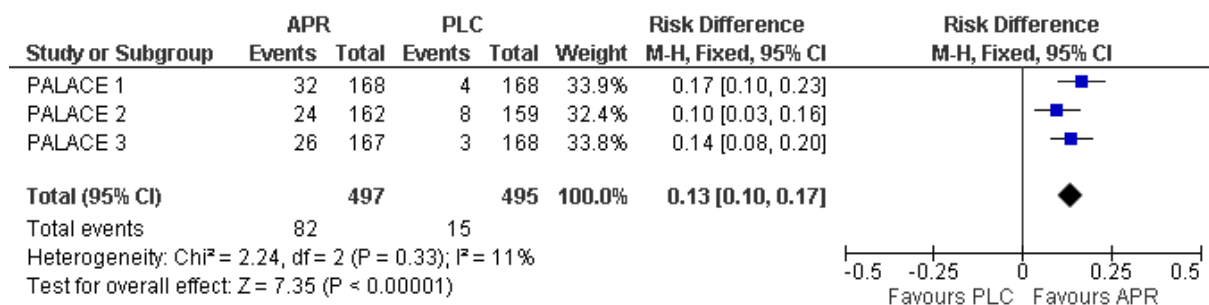 APR PLC Risk Difference Risk Difference
Study or Subgroup Events Total Events Total Weight M-H, Fixed, 95% CI M-H, Fixed, 95% CI
PALACE 1 32 168 4 168 33.9% 0.17 [0.10, 0.23]
PALACE 2 24 162 8 159 32.4% 0.10 [0.03, 0.16]
PALACE 3 26 167 3 168 33.8% 0.14 [0.08, 0.20]
Total (95% CI) 497 495 100.0% 0.13 [0.10, 0.17]
Total events 82 15
Heterogeneity: Chi² = 2.24, df = 2 (P = 0.33); I² = 11%
Test for overall effect: Z = 7.35 (P < 0.00001)
-0.5 -0.25 0 0.25 0.5
Favours PLC Favours APR